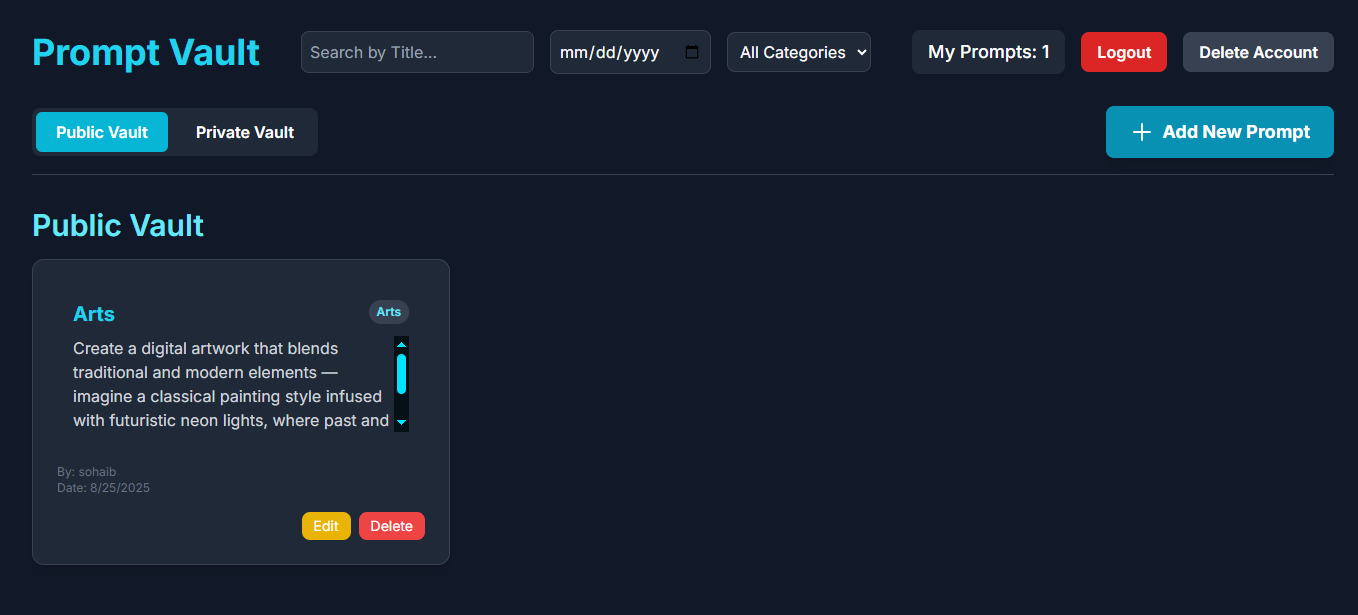 Prompt Vault
Search by Title...
mm/dd/yyyy
All Categories
My Prompts: 1
Logout
Delete Account
Public Vault
Private Vault
Add New Prompt
Public Vault
Arts
Arts
Create a digital artwork that blends
traditional and modern elements —
imagine a classical painting style infused
with futuristic neon lights, where past and
By: sohaib
Date: 8/25/2025
Edit
Delete